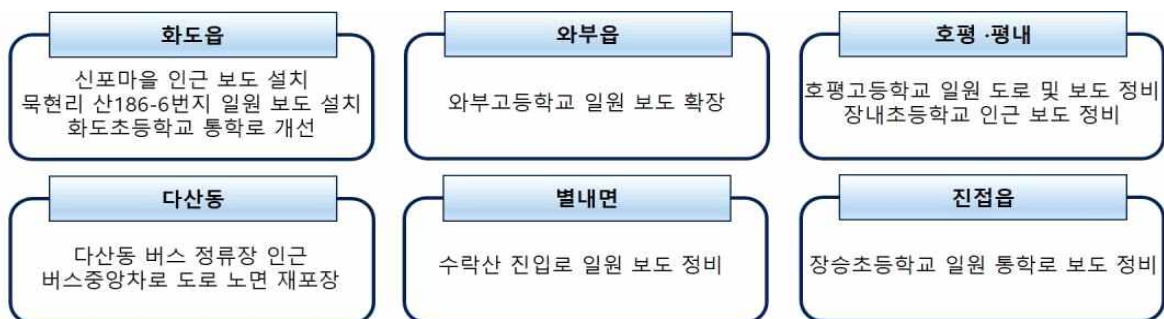 화도읍
신포마을 인근 보도 설치
묵현리 산186-6번지 일원 보도 설치
화도초등학교 통학로 개선
와부읍
와부고등학교 일원 보도 확장
호평 ·평내
호평고등학교 일원 도로 및 보도 정비
장내초등학교 인근 보도 정비
다산동
다산동 버스 정류장 인근
버스중앙차로 도로 노면 재포장
별내면
수락산 진입로 일원 보도 정비
진접읍
장승초등학교 일원 통학로 보도 정비